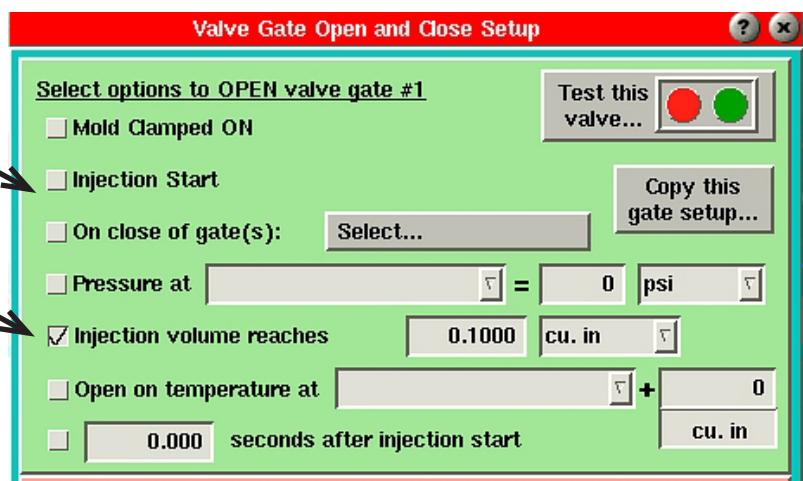 Valve Gate Open and Close Setup ? x
Select options to OPEN valve gate #1
Test this
valve...
Mold Clamped ON
Injection Start
Copy this
gate setup...
On close of gate(s): Select...
Pressure at = 0 psi
Injection volume reaches 0.1000 cu. in
Open on temperature at + 0
cu. in
0.000 seconds after injection start